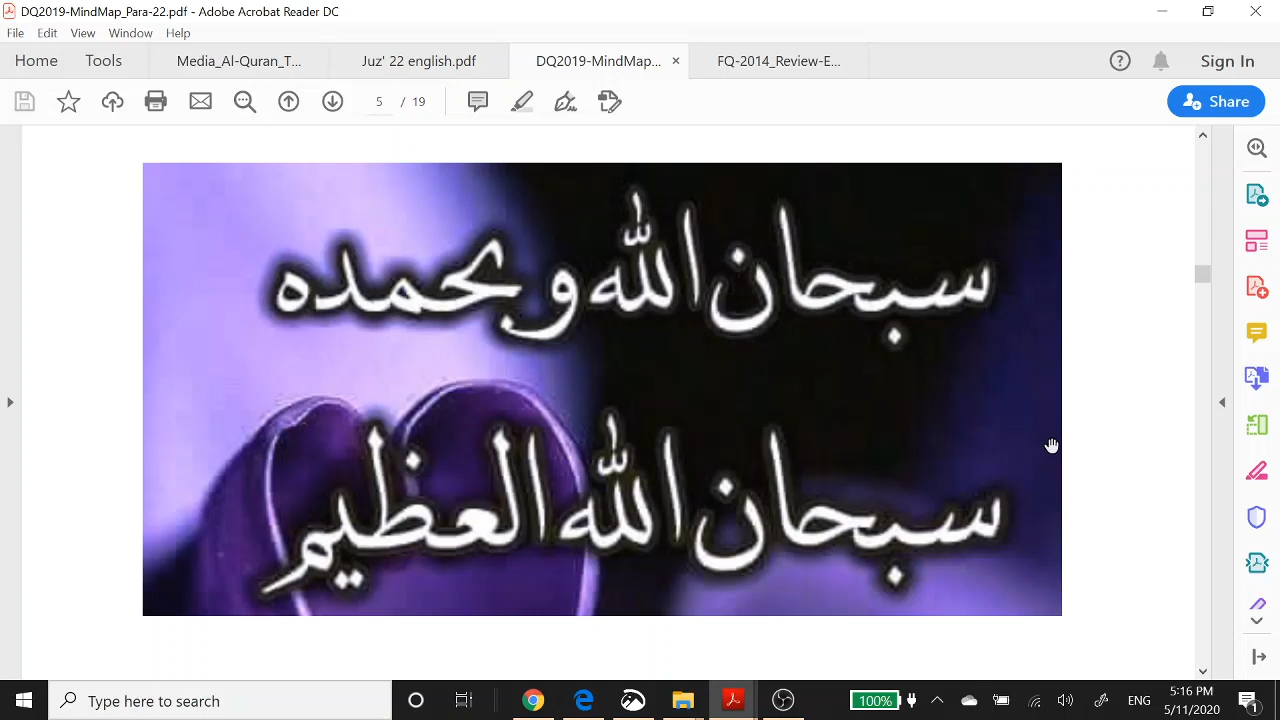 DQ2019-MindMap_Para-22.pdf - Adobe Acrobat Reader DC
File Edit View Window Help
Home Tools Media_Al-Quran_T... Juz' 22 english.pdf DQ2019-MindMap... × FQ-2014_Review-E... Sign In
5 / 19 Share
سبحان الله و بحمده
سبحان الله العظيم
Type here to search 100% ENG 5:16 PM
5/11/2020 1